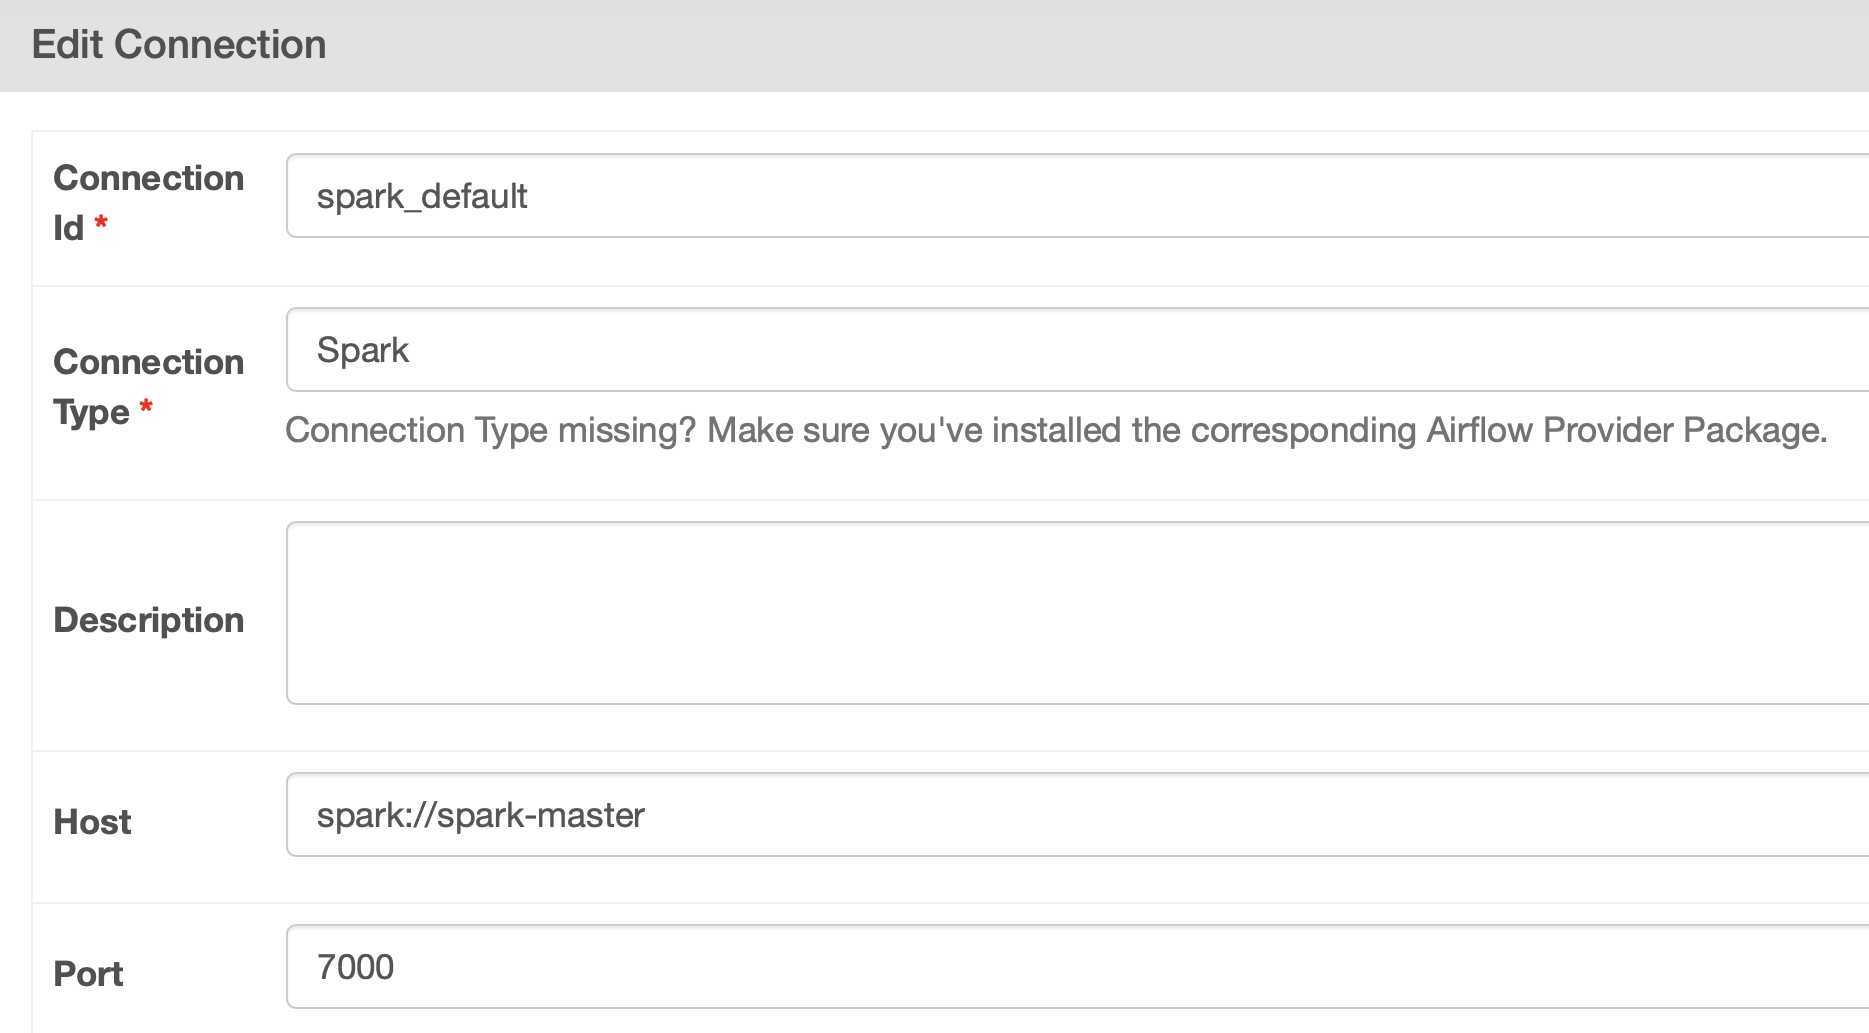 Edit Connection
Connection
Id *
spark_default
Connection
Type *
Spark
Connection Type missing? Make sure you've installed the corresponding Airflow Provider Package.
Description
Host
spark://spark-master
Port
7000